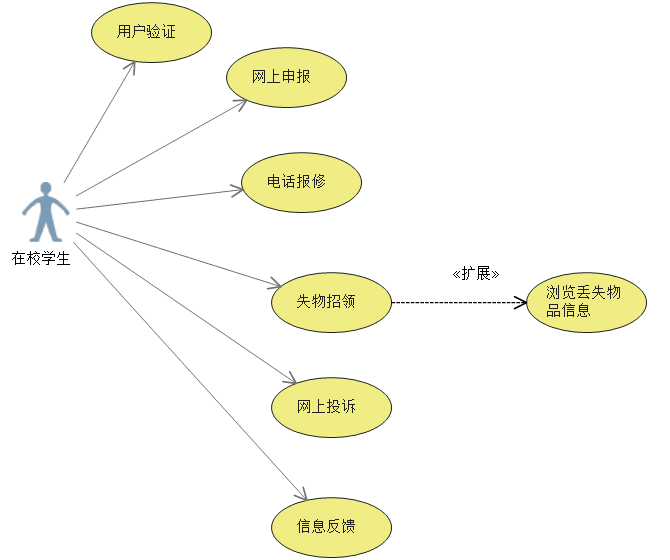 用户验证
网上申报
电话报修
在校学生
失物招领
«扩展»
浏览丢失物
品信息
网上投诉
信息反馈